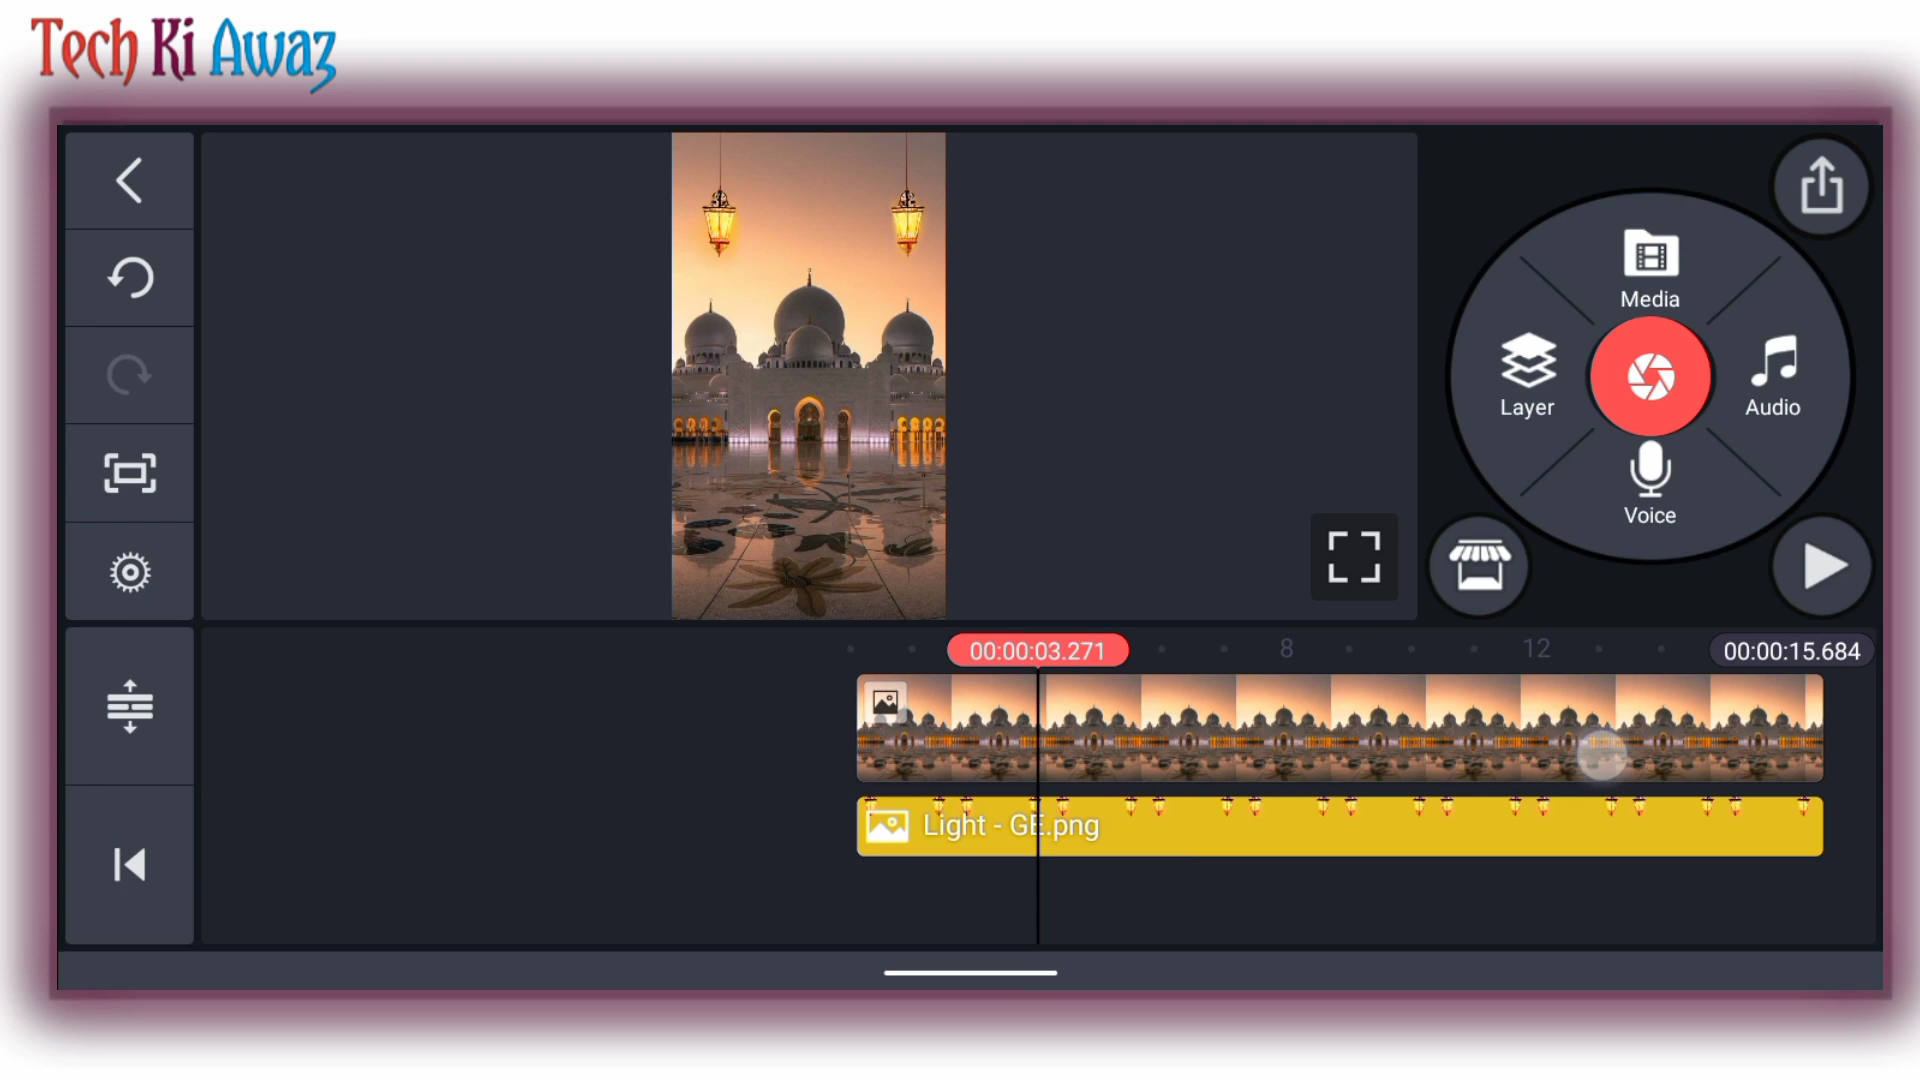 Tech Ki Awaz
Media
Layer
Audio
Voice
00:00:03.271
8
12
00:00:15.684
Light - GE.png